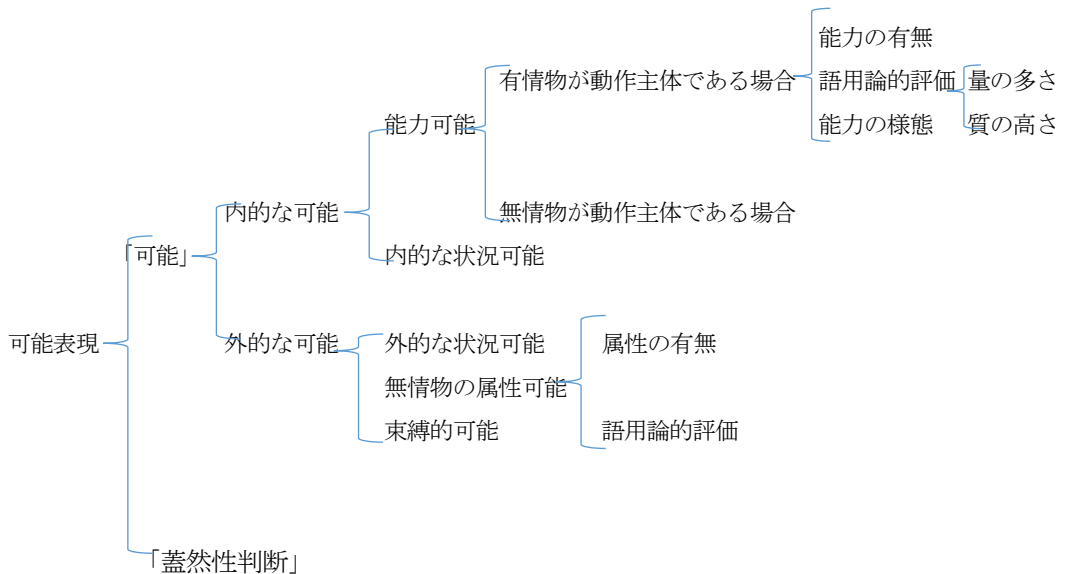 能力の有無
有情物が動作主体である場合
語用論的評価
量の多さ
能力可能
能力の様態
質の高さ
内的な可能
無情物が動作主体である場合
「可能」
内的な状況可能
可能表現
外的な可能
外的な状況可能
属性の有無
無情物の属性可能
束縛的可能
語用論的評価
「蓋然性判断」